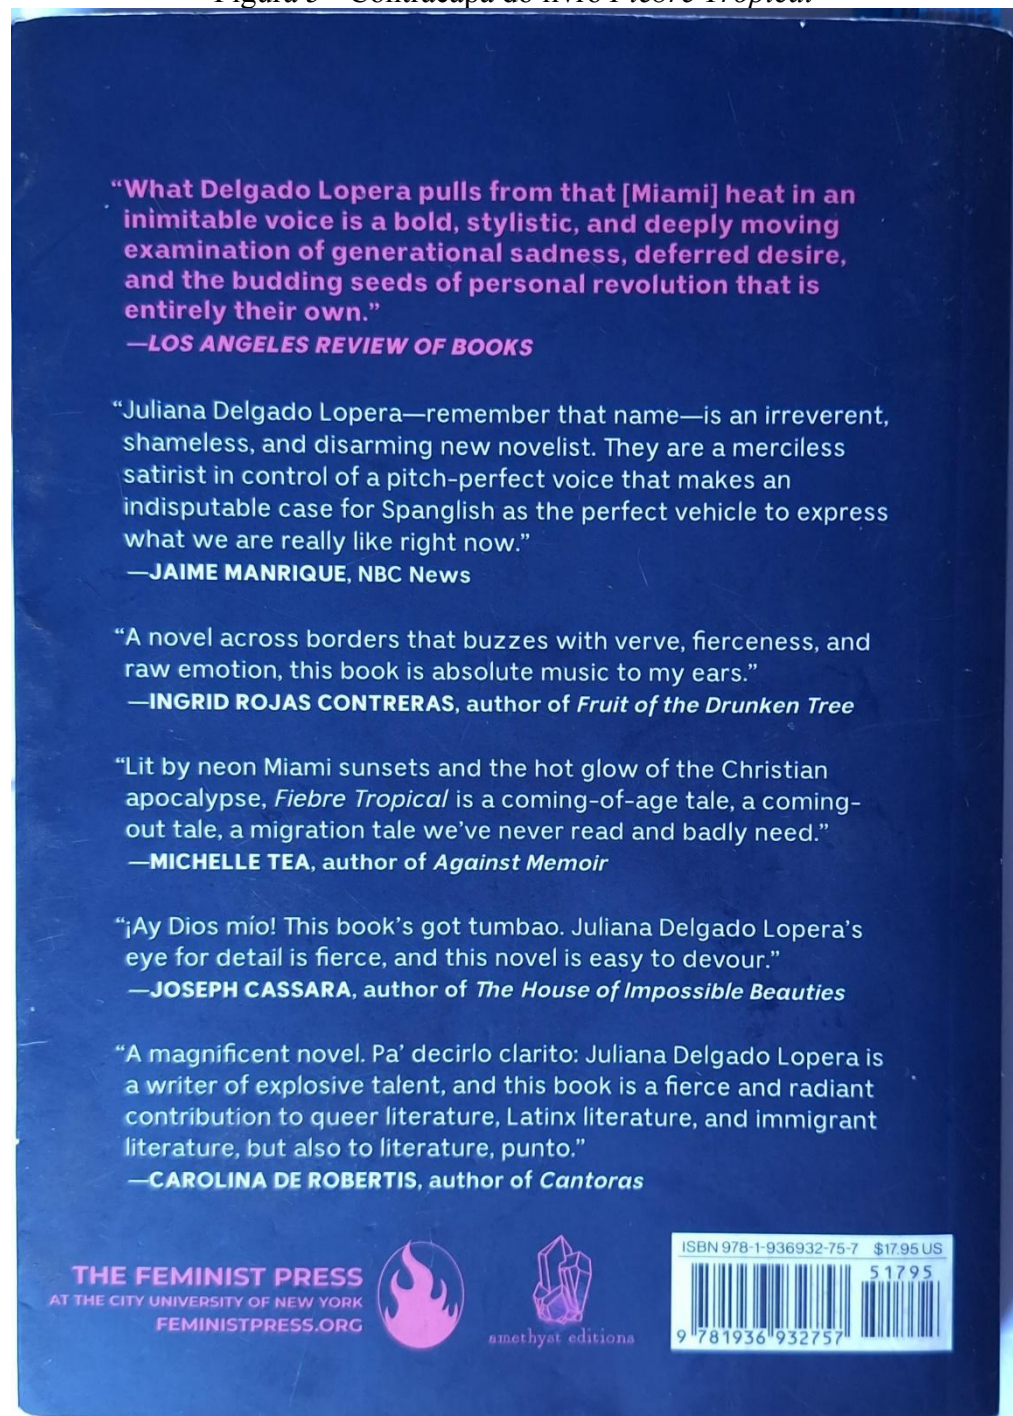 “What Delgado Lopera pulls from that [Miami] heat in an
inimitable voice is a bold, stylistic, and deeply moving
examination of generational sadness, deferred desire,
and the budding seeds of personal revolution that is
entirely their own.”
—LOS ANGELES REVIEW OF BOOKS
“Juliana Delgado Lopera—remember that name—is an irreverent,
shameless, and disarming new novelist. They are a merciless
satirist in control of a pitch-perfect voice that makes an
indisputable case for Spanglish as the perfect vehicle to express
what we are really like right now.”
—JAIME MANRIQUE, NBC News
“A novel across borders that buzzes with verve, fierceness, and
raw emotion, this book is absolute music to my ears.”
—INGRID ROJAS CONTRERAS, author of Fruit of the Drunken Tree
“Lit by neon Miami sunsets and the hot glow of the Christian
apocalypse, Fiebre Tropical is a coming-of-age tale, a coming-
out tale, a migration tale we’ve never read and badly need.”
—MICHELLE TEA, author of Against Memoir
“¡Ay Dios mío! This book’s got tumbao. Juliana Delgado Lopera’s
eye for detail is fierce, and this novel is easy to devour.”
—JOSEPH CASSARA, author of The House of Impossible Beauties
“A magnificent novel. Pa’ decirlo clarito: Juliana Delgado Lopera is
a writer of explosive talent, and this book is a fierce and radiant
contribution to queer literature, Latinx literature, and immigrant
literature, but also to literature, punto.”
—CAROLINA DE ROBERTIS, author of Cantoras
THE FEMINIST PRESS
AT THE CITY UNIVERSITY OF NEW YORK
FEMINISTPRESS.ORG
amethyst editions
ISBN 978-1-936932-75-7 $17.95 US
51795
9 781936 932757